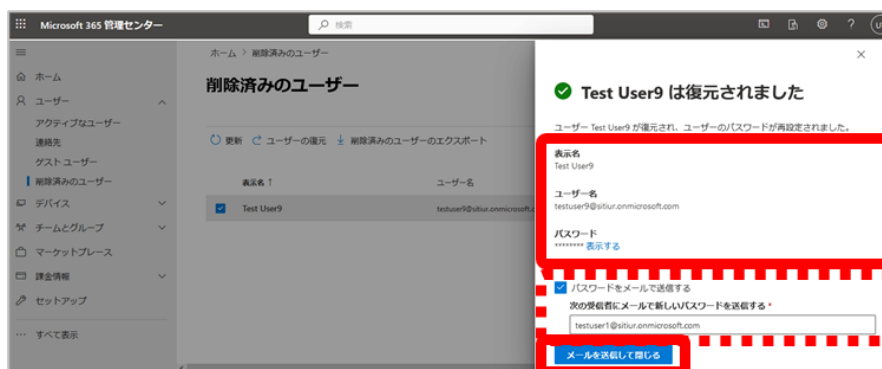 Microsoft 365 管理センター
検索
ホーム > 削除済みのユーザー
ホーム
ユーザー
アクティブなユーザー
連絡先
ゲスト ユーザー
削除済みのユーザー
デバイス
チームとグループ
マーケットプレース
課金情報
セットアップ
すべて表示
削除済みのユーザー
更新 ユーザーの復元 削除済みのユーザーのエクスポート
表示名 ↑ ユーザー名
Test User9 testuser9@sitiur.onmicrosoft.c
Test User9 は復元されました
ユーザー Test User9 が復元され、ユーザーのパスワードが再設定されました。
表示名
Test User9
ユーザー名
testuser9@sitiur.onmicrosoft.com
パスワード
******** 表示する
パスワードをメールで送信する
次の受信者にメールで新しいパスワードを送信する *
testuser1@sitiur.onmicrosoft.com
メールを送信して閉じる